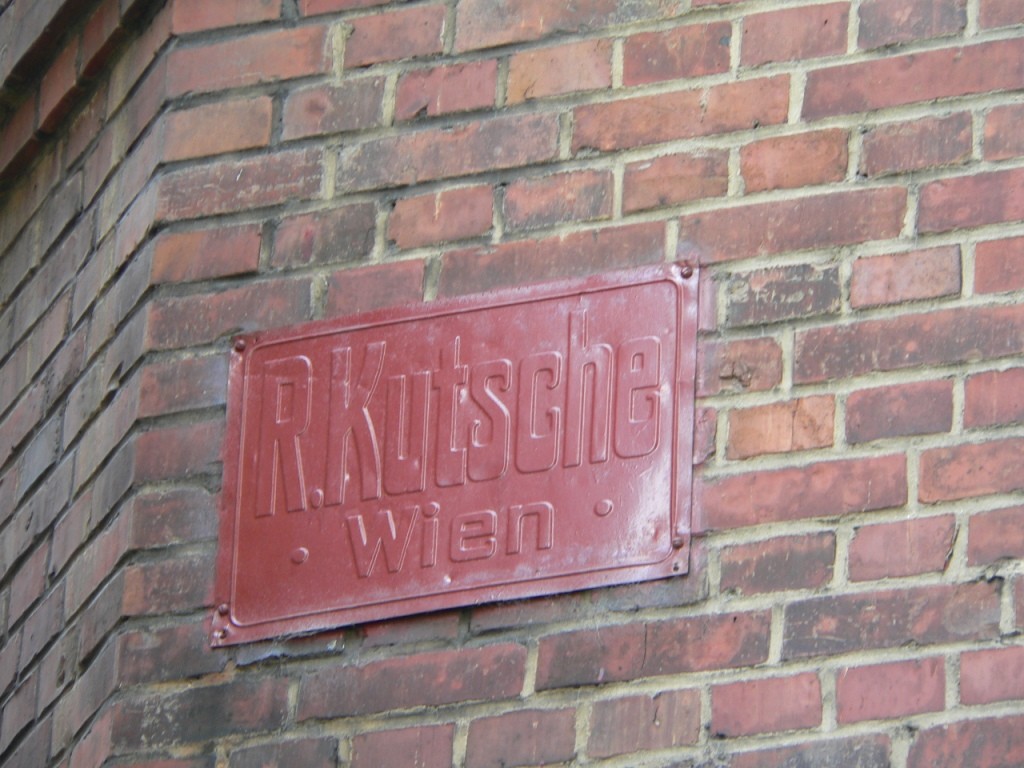 R.Kutsche
· Wien ·